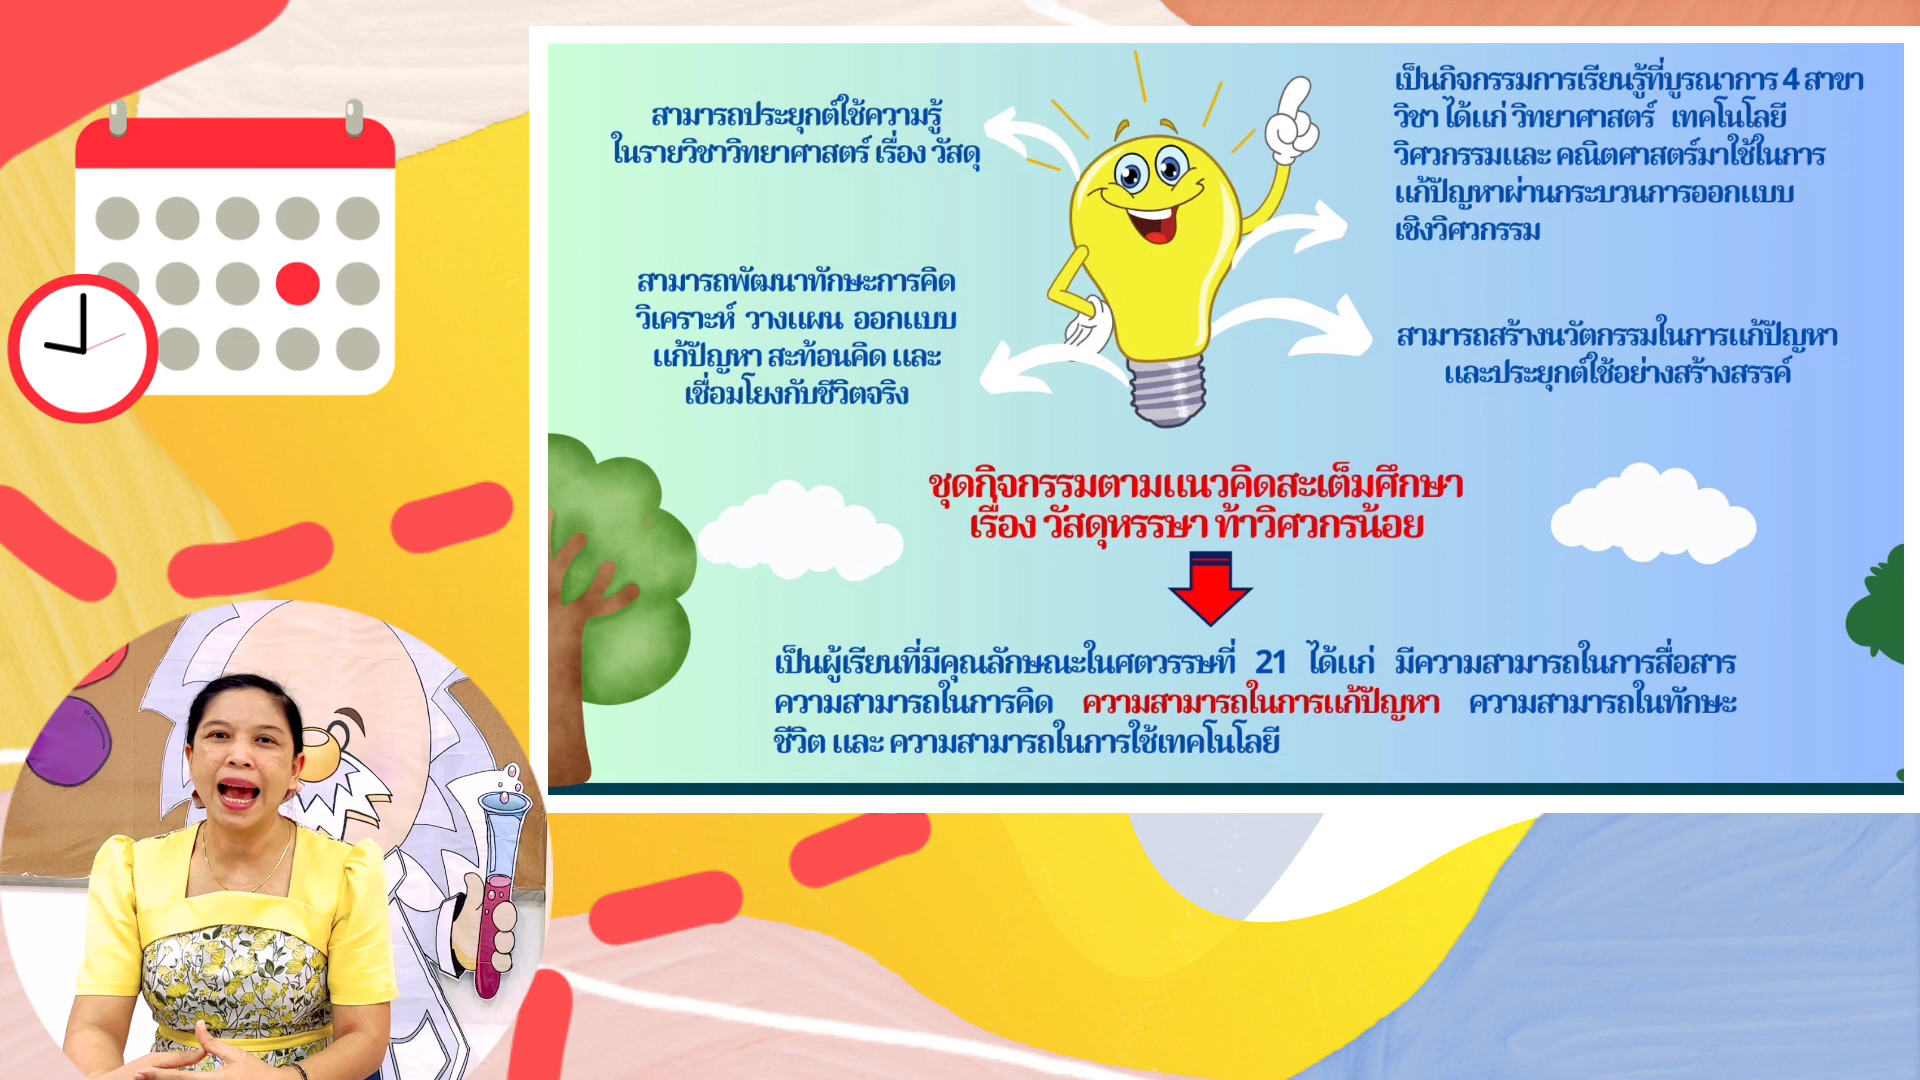 สามารถประยุกต์ใช้ความรู้
ในรายวิชาวิทยาศาสตร์ เรื่อง วัสดุ
สามารถพัฒนาทักษะการคิด
วิเคราะห์ วางแผน ออกแบบ
แก้ปัญหา สะท้อนคิด และ
เชื่อมโยงกับชีวิตจริง
เป็นกิจกรรมการเรียนรู้ที่บูรณาการ 4 สาขา
วิชา ได้แก่ วิทยาศาสตร์ เทคโนโลยี
วิศวกรรมและ คณิตศาสตร์มาใช้ในการ
แก้ปัญหาผ่านกระบวนการออกแบบ
เชิงวิศวกรรม
สามารถสร้างนวัตกรรมในการแก้ปัญหา
และประยุกต์ใช้อย่างสร้างสรรค์
ชุดกิจกรรมตามแนวคิดสะเต็มศึกษา
เรื่อง วัสดุหรรษา ท้าวิศวกรน้อย
เป็นผู้เรียนที่มีคุณลักษณะในศตวรรษที่ 21 ได้แก่ มีความสามารถในการสื่อสาร
ความสามารถในการคิด ความสามารถในการแก้ปัญหา ความสามารถในทักษะ
ชีวิต และ ความสามารถในการใช้เทคโนโลยี